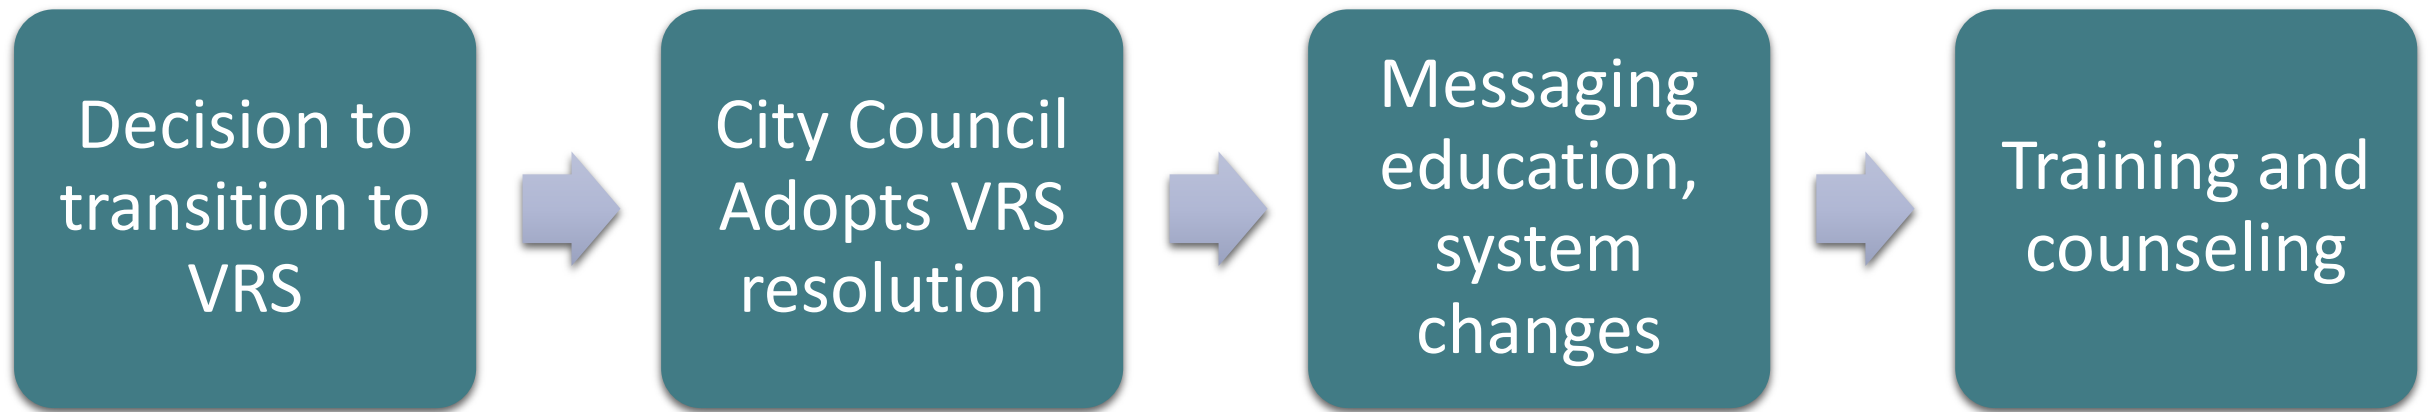 Decision to
transition to
VRS
City Council
Adopts VRS
resolution
Messaging
education,
system
changes
Training and
counseling